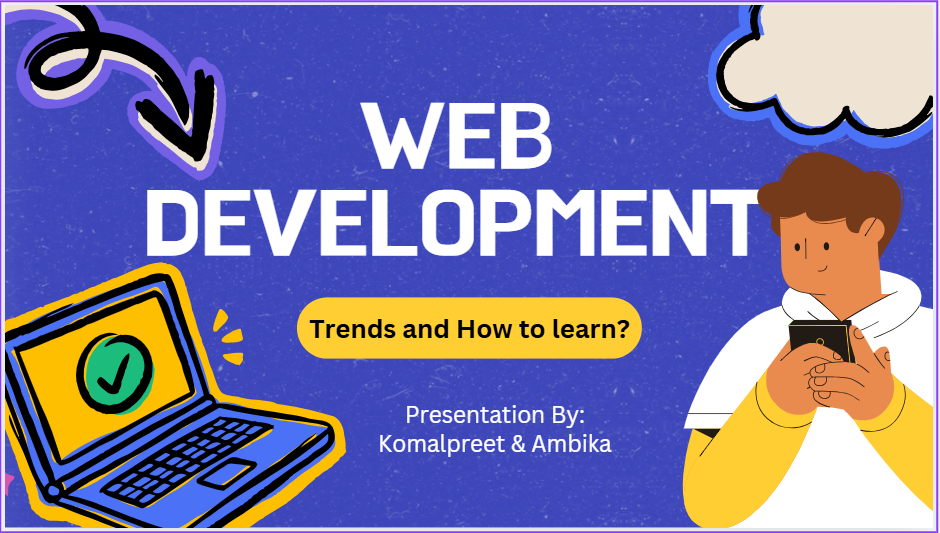 WEB
DEVELOPMENT
Trends and How to learn?
Presentation By:
Komalpreet & Ambika